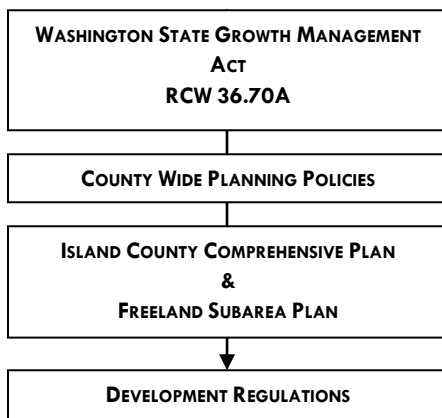 WASHINGTON STATE GROWTH MANAGEMENT
ACT
RCW 36.70A
COUNTY WIDE PLANNING POLICIES
ISLAND COUNTY COMPREHENSIVE PLAN
&
FREELAND SUBAREA PLAN
DEVELOPMENT REGULATIONS